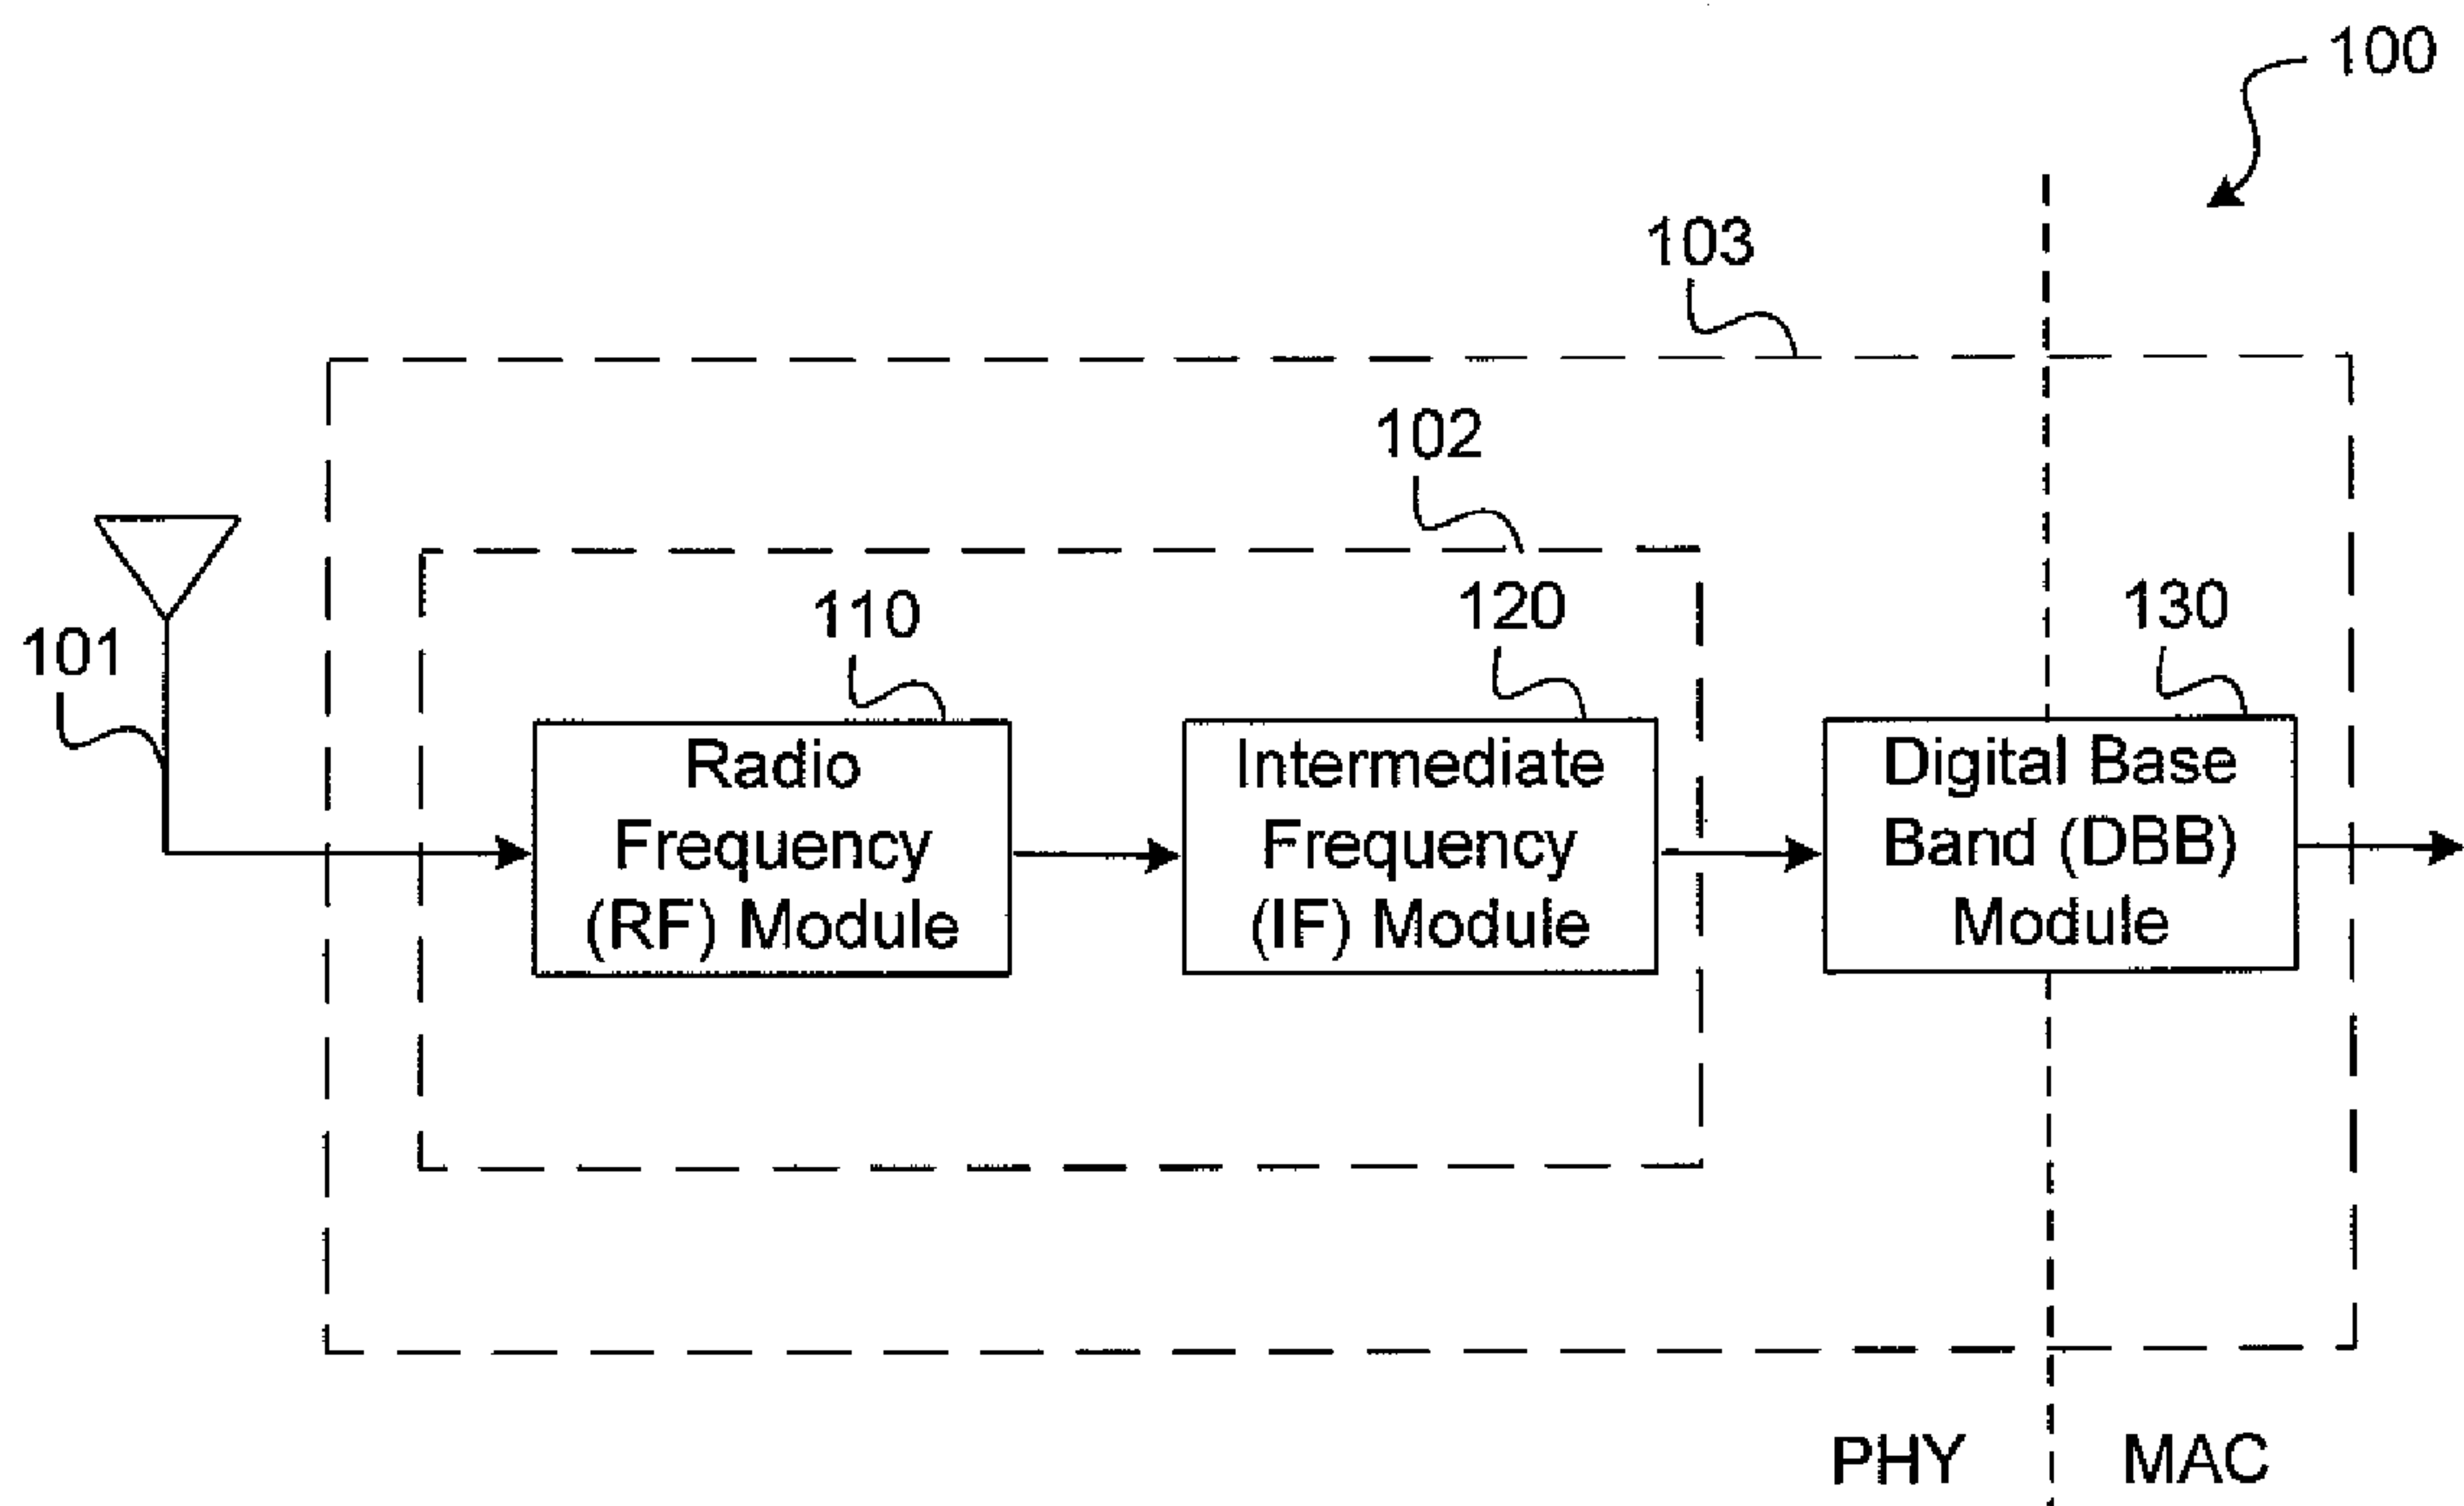 100
103
102
101
110
120
130
Radio
Frequency
(RF) Module
Intermediate
Frequency
(IF) Module
Digital Base
Band (DBB)
Module
PHY
MAC